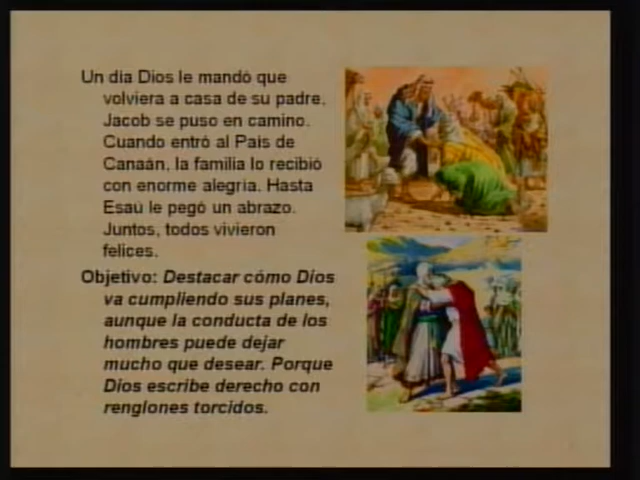 Un día Dios le mandó que
volviera a casa de su padre.
Jacob se puso en camino.
Cuando entró al País de
Canaán, la familia lo recibió
con enorme alegría. Hasta
Esaú le pegó un abrazo.
Juntos, todos vivieron
felices.
Objetivo: Destacar cómo Dios
va cumpliendo sus planes,
aunque la conducta de los
hombres puede dejar
mucho que desear. Porque
Dios escribe derecho con
renglones torcidos.